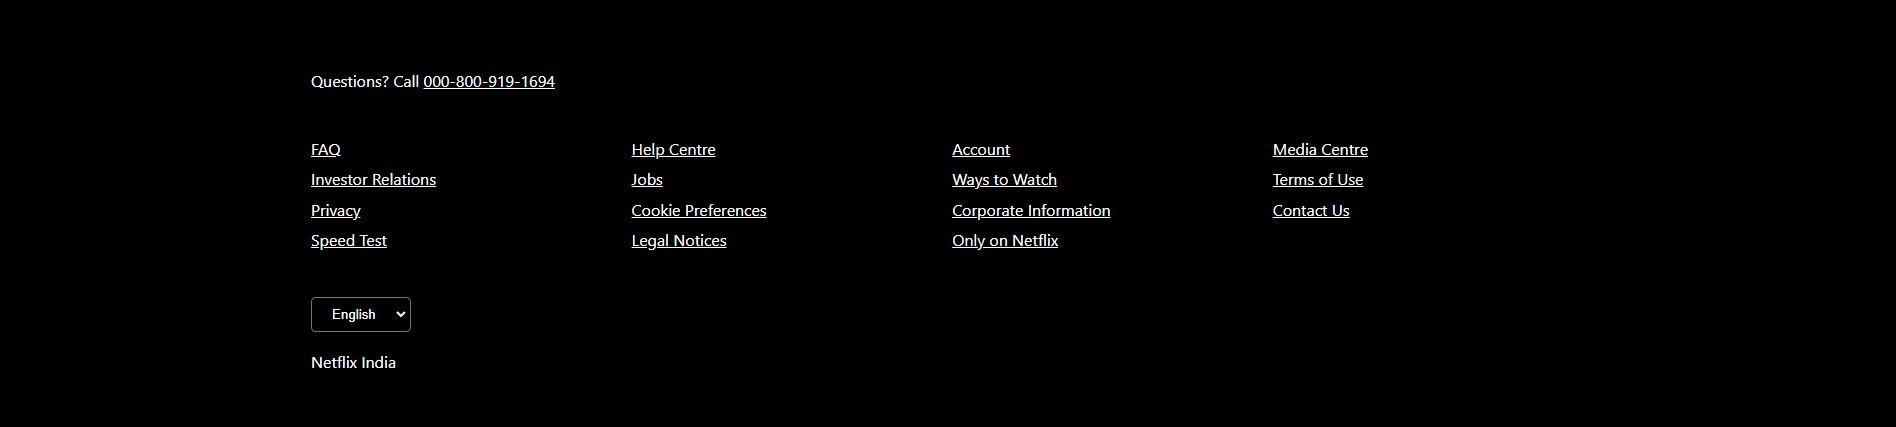 Questions? Call 000-800-919-1694
FAQ
Help Centre
Account
Media Centre
Investor Relations
Jobs
Ways to Watch
Terms of Use
Privacy
Cookie Preferences
Corporate Information
Contact Us
Speed Test
Legal Notices
Only on Netflix
English
Netflix India